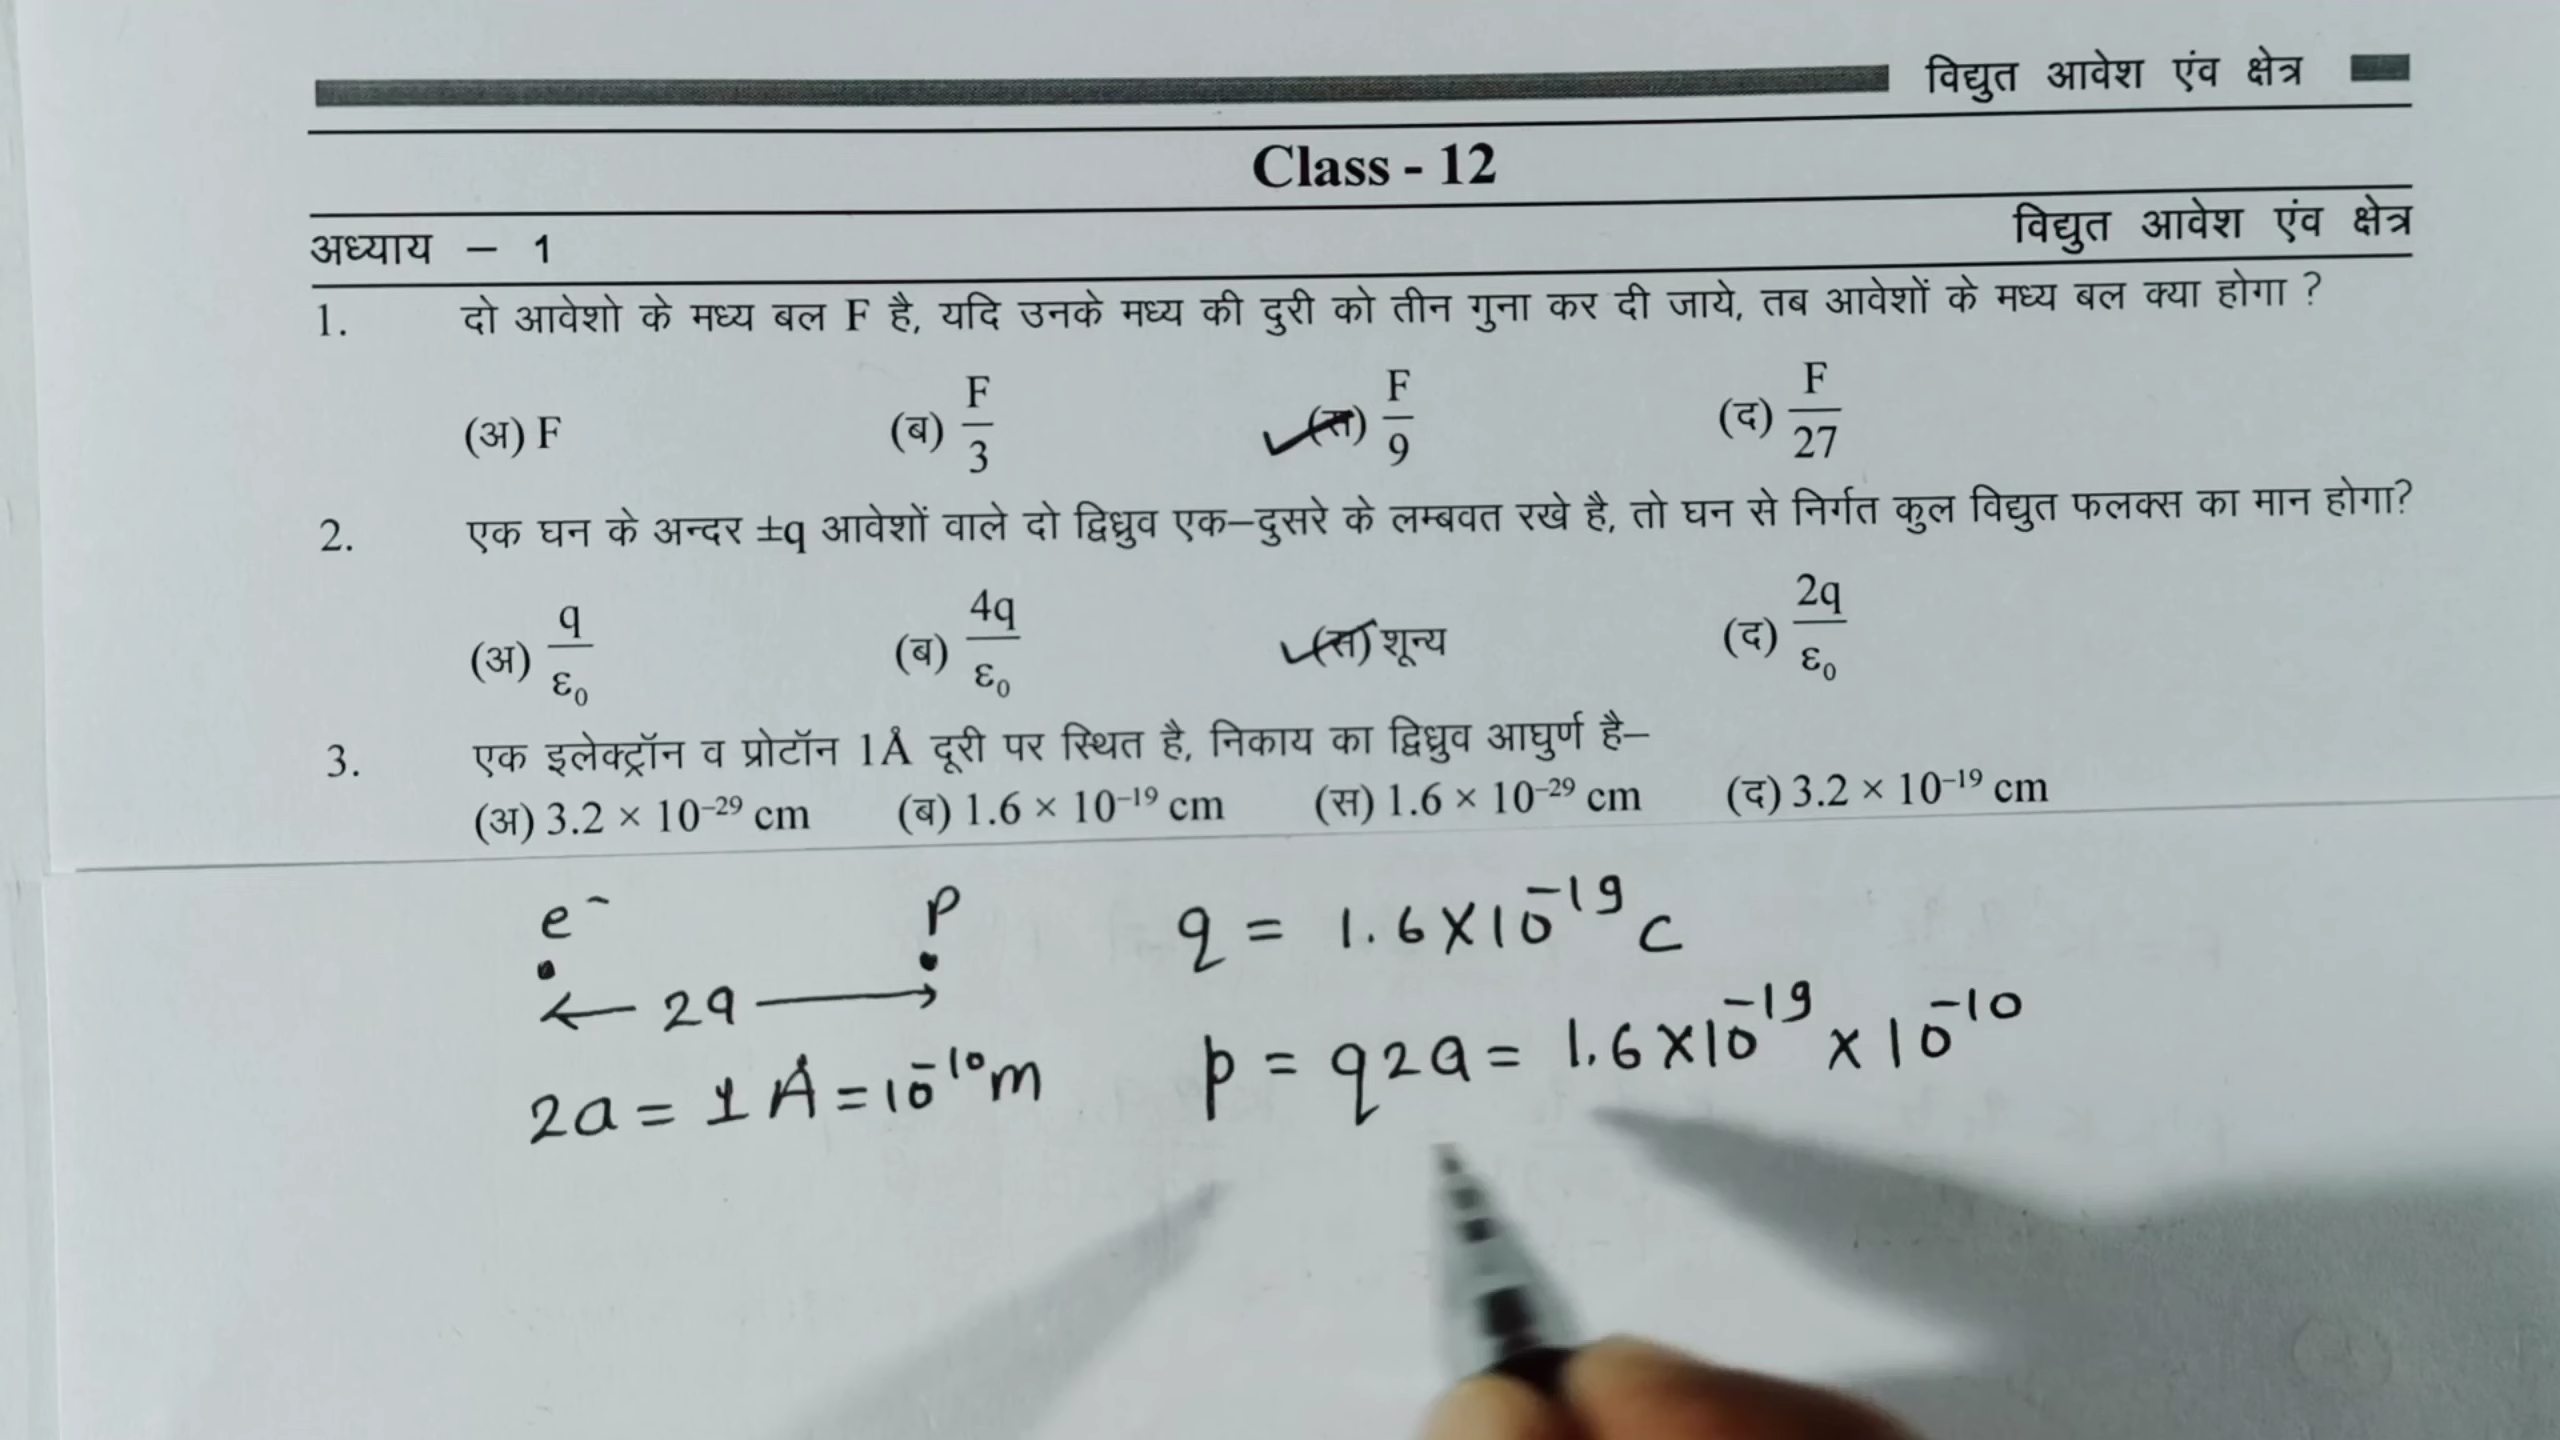 विद्युत आवेश एंव क्षेत्र
Class - 12
अध्याय – 1 विद्युत आवेश एंव क्षेत्र
1. दो आवेशो के मध्य बल F है, यदि उनके मध्य की दुरी को तीन गुना कर दी जाये, तब आवेशों के मध्य बल क्या होगा ?
(अ) F (ब) F/3 (स) F/9 (द) F/27
2. एक घन के अन्दर ±q आवेशों वाले दो द्विध्रुव एक–दुसरे के लम्बवत रखे है, तो घन से निर्गत कुल विद्युत फलक्स का मान होगा?
(अ) q/ε₀ (ब) 4q/ε₀ (स) शून्य (द) 2q/ε₀
3. एक इलेक्ट्रॉन व प्रोटॉन 1Å दूरी पर स्थित है, निकाय का द्विध्रुव आघुर्ण है–
(अ) 3.2 × 10⁻²⁹ cm (ब) 1.6 × 10⁻¹⁹ cm (स) 1.6 × 10⁻²⁹ cm (द) 3.2 × 10⁻¹⁹ cm
e⁻ P
2a
2a = 1 Å = 10⁻¹⁰ m
q = 1.6 × 10⁻¹⁹ C
p = q2a = 1.6 × 10⁻¹⁹ × 10⁻¹⁰